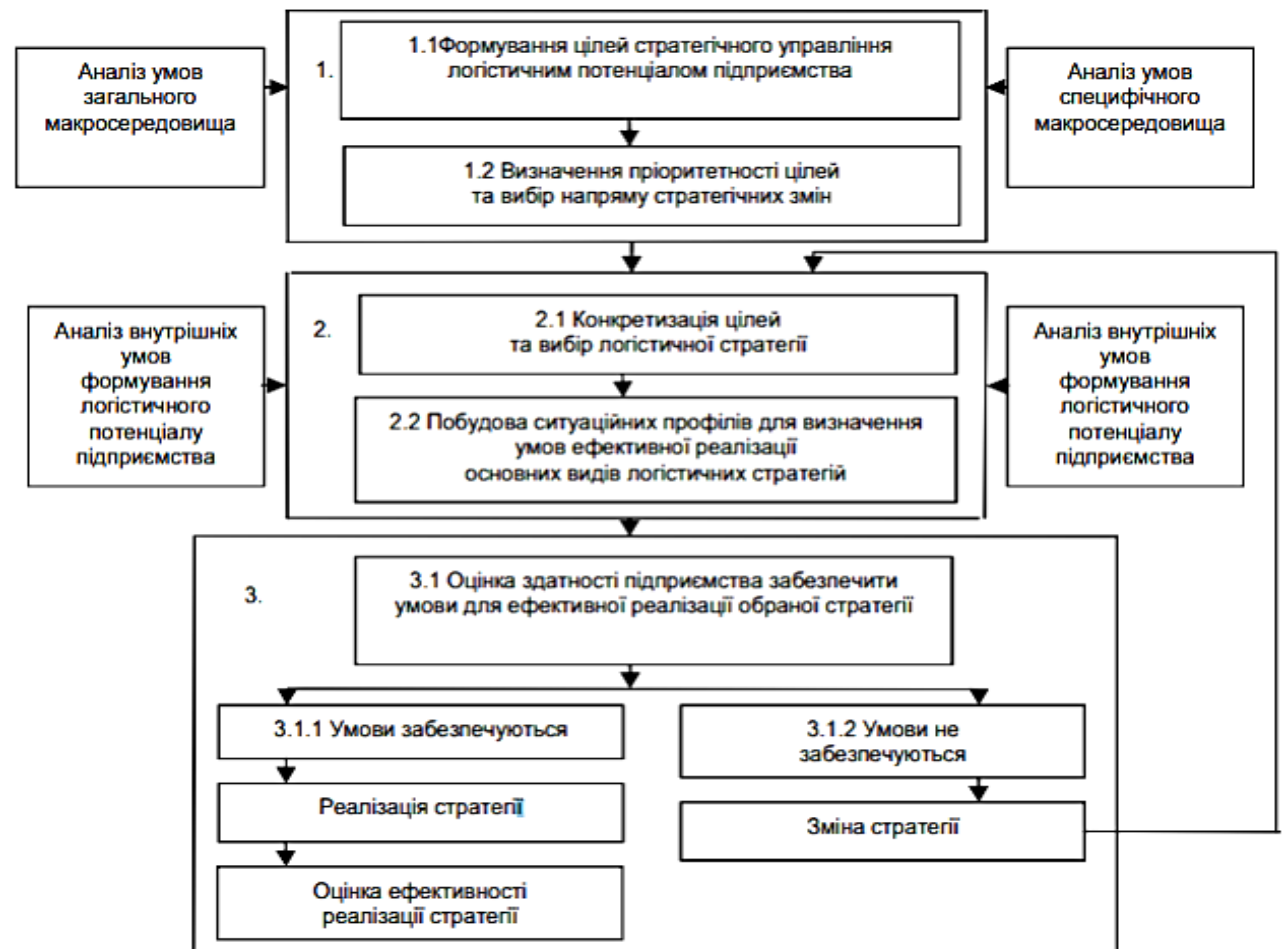 Аналіз умов
загального
макросередовища
1.
1.1Формування цілей стратегічного управління
логістичним потенціалом підприємства
1.2 Визначення пріоритетності цілей
та вибір напряму стратегічних змін
Аналіз умов
специфічного
макросередовища
Аналіз внутрішніх
умов
формування
логістичного
потенціалу
підприємства
2.
2.1 Конкретизація цілей
та вибір логістичної стратегії
2.2 Побудова ситуаційних профілів для визначення
умов ефективної реалізації
основних видів логістичних стратегій
Аналіз внутрішніх
умов
формування
логістичного
потенціалу
підприємства
3.
3.1 Оцінка здатності підприємства забезпечити
умови для ефективної реалізації обраної стратегії
3.1.1 Умови забезпечуються
Реалізація стратегії
Оцінка ефективності
реалізації стратегії
3.1.2 Умови не
забезпечуються
Зміна стратегії